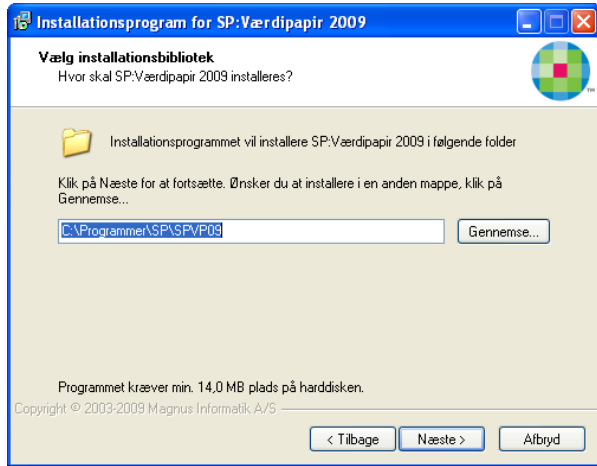 Installationsprogram for SP:Værdipapir 2009
Vælg installationsbibliotek
Hvor skal SP:Værdipapir 2009 installeres?
Installationsprogrammet vil installere SP:Værdipapir 2009 i følgende folder
Klik på Næste for at fortsætte. Ønsker du at installere i en anden mappe, klik på
Gennemse...
C:\Programmer\SP\SPVP09
Gennemse...
Programmet kræver min. 14,0 MB plads på harddisken.
Copyright © 2003-2009 Magnus Informatik A/S
< Tilbage
Næste >
Afbryd